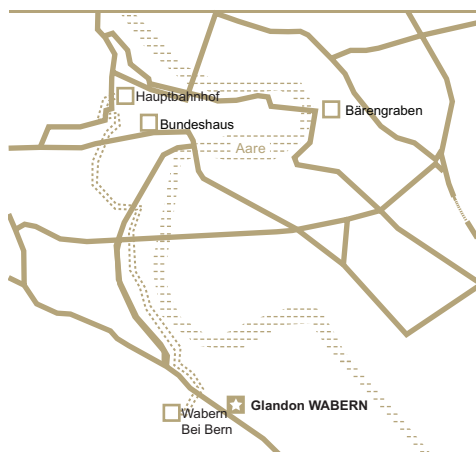 Hauptbahnhof
Bärengraben
Bundeshaus
Aare
Glandon WABERN
Wabern
Bei Bern